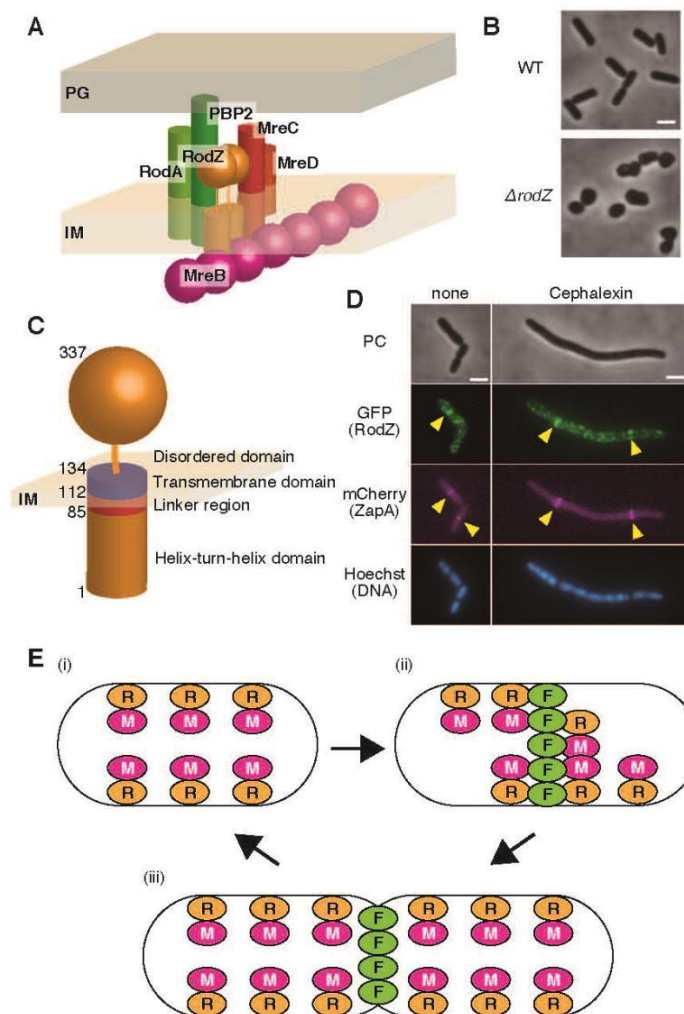 A
PG
PBP2
MreC
RodZ
RodA
MreD
IM
MreB
B
WT
ΔrodZ
C
337
Disordered domain
134
Transmembrane domain
112
IM
Linker region
85
Helix-turn-helix domain
1
D
none Cephalexin
PC
GFP
(RodZ)
mCherry
(ZapA)
Hoechst
(DNA)
E
(i)
R R R
M M M
M M M
R R R
(ii)
R R F
M M F R
F M
M F M M
R F R R
(iii)
R R R F R R R
M M M F M M M
M M M F M M M
R R R F R R R